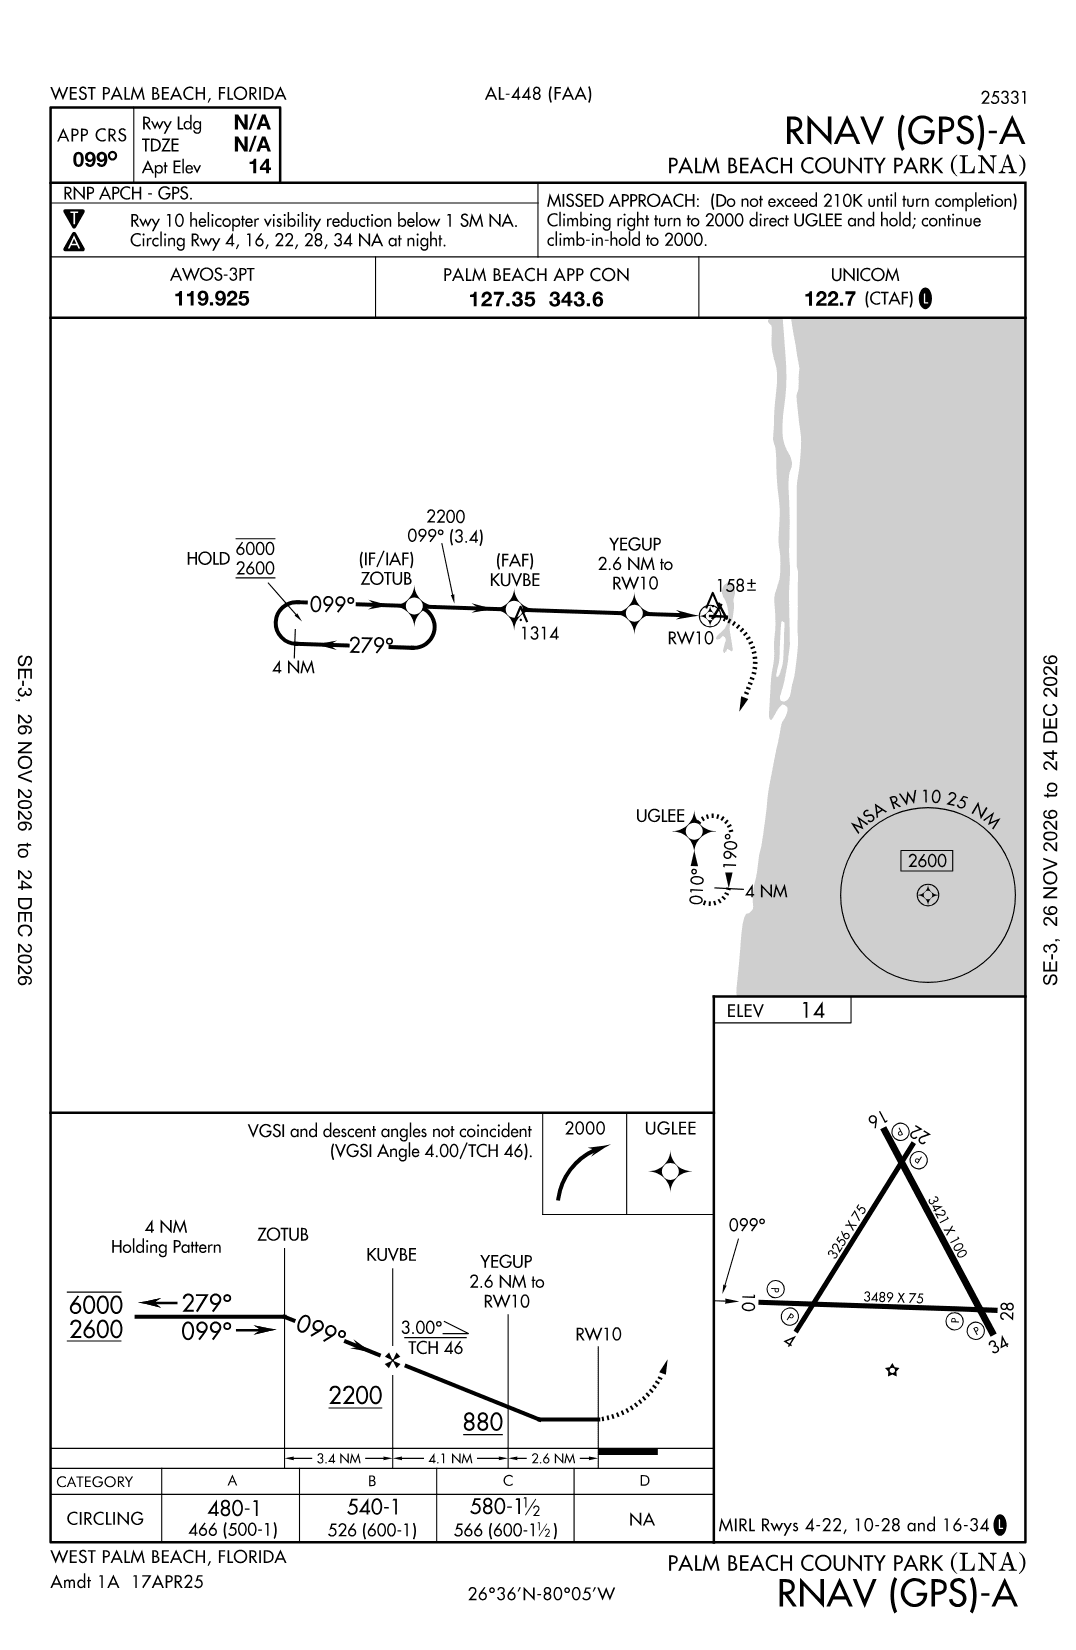 WEST PALM BEACH, FLORIDA
AL-448 (FAA)
25331
APP CRS
099°
Rwy Ldg N/A
TDZE N/A
Apt Elev 14
RNAV (GPS)-A
PALM BEACH COUNTY PARK (LNA)
RNP APCH - GPS.
T
A
Rwy 10 helicopter visibility reduction below 1 SM NA.
Circling Rwy 4, 16, 22, 28, 34 NA at night.
MISSED APPROACH: (Do not exceed 210K until turn completion)
Climbing right turn to 2000 direct UGLEE and hold; continue
climb-in-hold to 2000.
AWOS-3PT
119.925
PALM BEACH APP CON
127.35 343.6
UNICOM
122.7 (CTAF) L
2200
099° (3.4)
HOLD 6000
2600
(IF/IAF)
ZOTUB
(FAF)
KUVBE
YEGUP
2.6 NM to
RW10
158±
099°
279°
4 NM
1314
RW10
UGLEE
190°
010°
4 NM
MSA RW10 25 NM
2600
SE-3, 26 NOV 2026 to 24 DEC 2026
SE-3, 26 NOV 2026 to 24 DEC 2026
ELEV 14
16
A
22
P
3256 X 75
3421 X 100
099°
10
P
3489 X 75
28
P
4
P
P
34
MIRL Rwys 4-22, 10-28 and 16-34 L
VGSI and descent angles not coincident
(VGSI Angle 4.00/TCH 46).
2000
UGLEE
4 NM
Holding Pattern
ZOTUB
KUVBE
YEGUP
2.6 NM to
RW10
RW10
6000
2600
279°
099°
099°
3.00°
TCH 46
2200
880
3.4 NM
4.1 NM
2.6 NM
CATEGORY A B C D
CIRCLING
480-1
466 (500-1)
540-1
526 (600-1)
580-1½
566 (600-1½)
NA
WEST PALM BEACH, FLORIDA
Amdt 1A 17APR25
26°36'N-80°05'W
PALM BEACH COUNTY PARK (LNA)
RNAV (GPS)-A